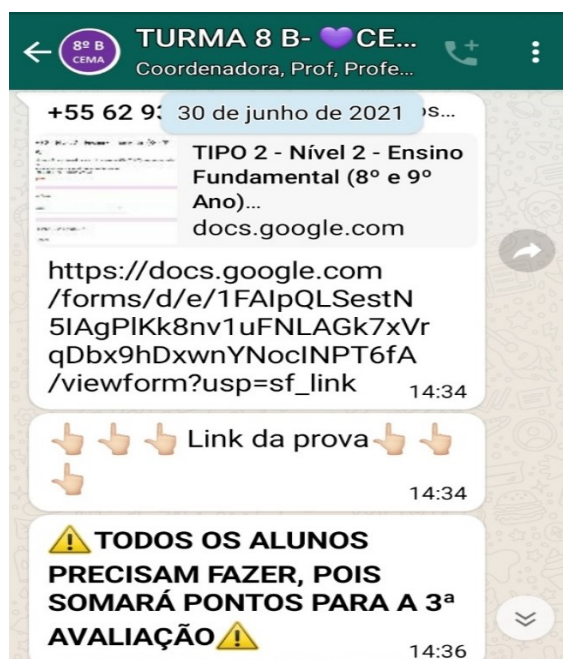 8º B
CEMA
TURMA 8 B- 💜CE...
Coordenadora, Prof, Profe...
+55 62 93
30 de junho de 2021
TIPO 2 - Nível 2 - Ensino
Fundamental (8º e 9º
Ano)...
docs.google.com
https://docs.google.com
/forms/d/e/1FAIpQLSestN
5IAgPlKk8nv1uFNLAGk7xVr
qDbx9hDxwnYNocINPT6fA
/viewform?usp=sf_link
14:34
👆🏻👆🏻👆🏻 Link da prova👆🏻👆🏻
👆🏻
14:34
⚠️TODOS OS ALUNOS
PRECISAM FAZER, POIS
SOMARÁ PONTOS PARA A 3ª
AVALIAÇÃO⚠️
14:36